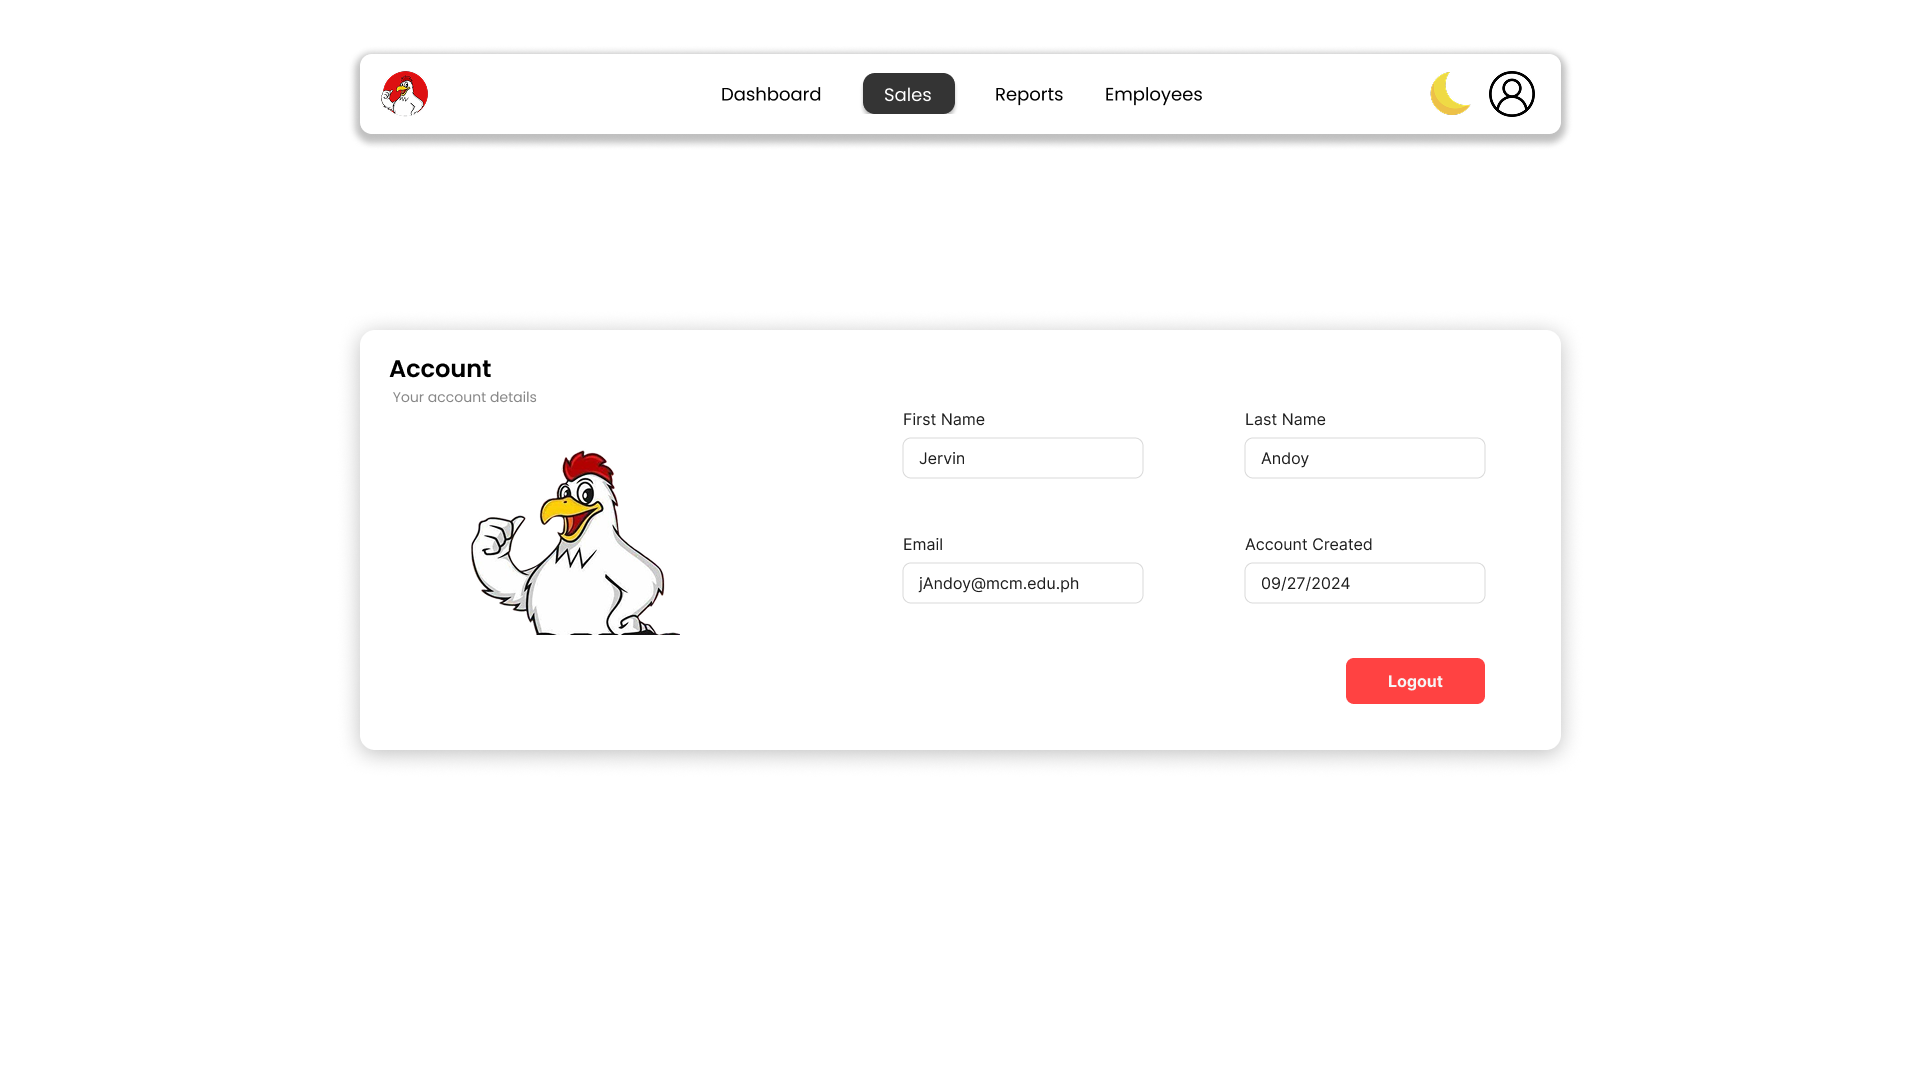 Dashboard
Sales
Reports
Employees
Account
Your account details
First Name
Last Name
Jervin
Andoy
Email
Account Created
jAndoy@mcm.edu.ph
09/27/2024
Logout